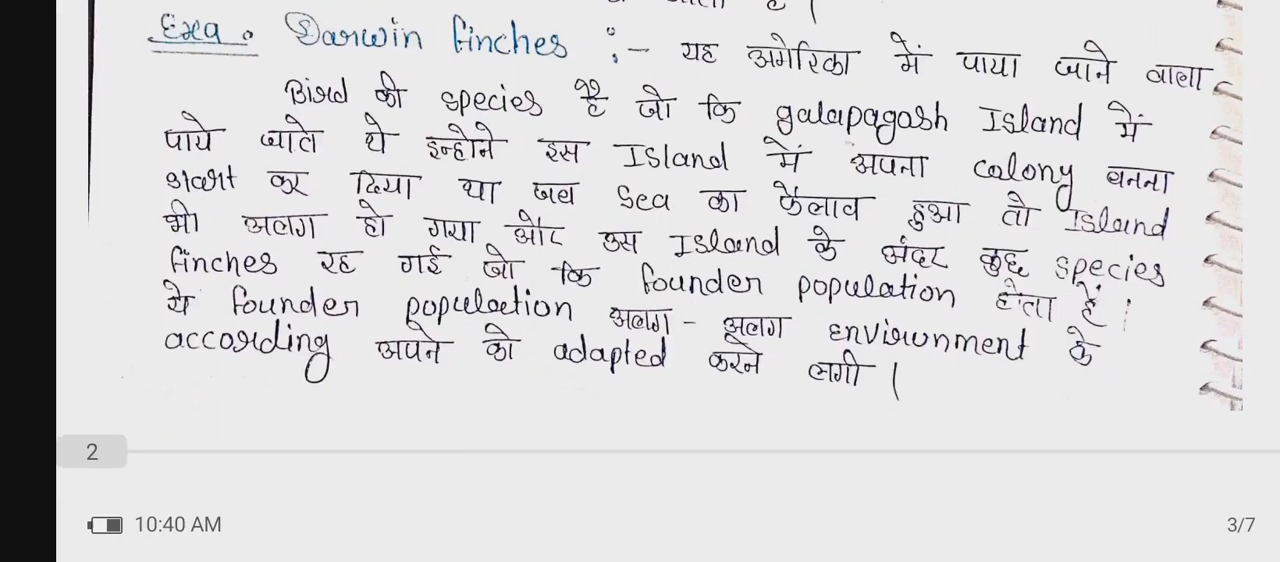 Exa. Darwin finches :- यह अमेरिका में पाया जाने वाला
Bird की species है जो कि galapagosh Island में
पाये जाते थे इन्होने इस Island में अपना colony बनना
start कर दिया था जब sea का फैलाव हुआ तो Island
भी अलग हो गया और उस Island के अंदर कुछ species
finches रह गई जो कि founder population होता हैं।
ये founder population अलग - अलग environment के
according अपने को adapted करने लगी।
2
10:40 AM
3/7